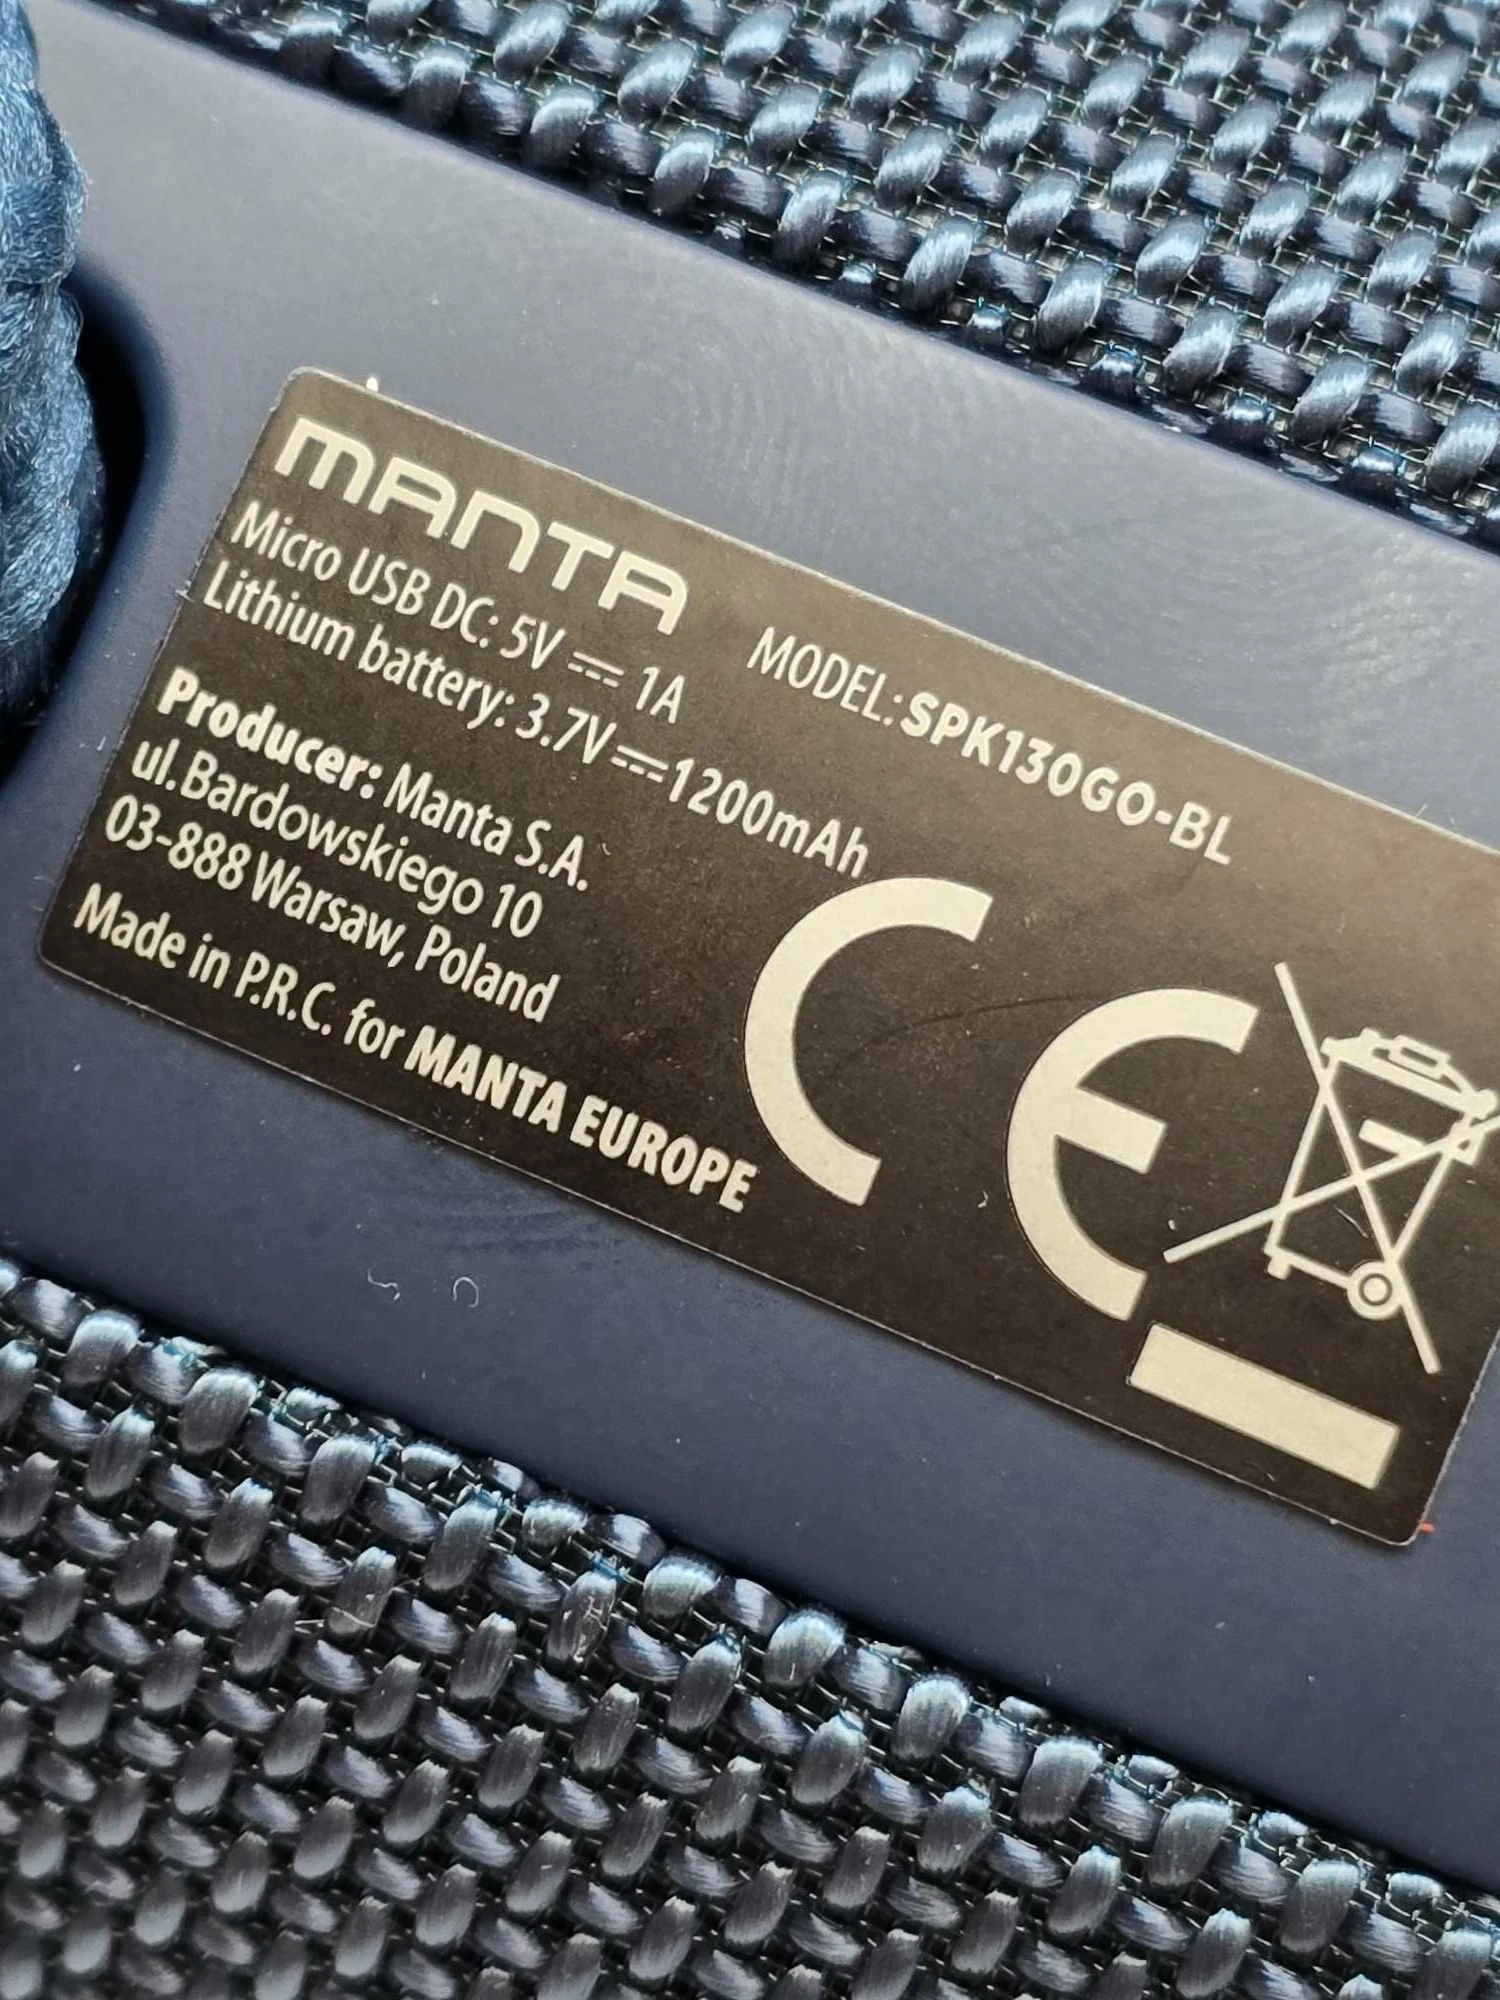 MANTA
MODEL: SPK130GO-BL
Micro USB DC: 5V ⎓ 1A
Lithium battery: 3.7V ⎓ 1200mAh
Producer: Manta S.A.
ul.Bardowskiego 10
03-888 Warsaw, Poland
Made in P.R.C. for MANTA EUROPE
CE